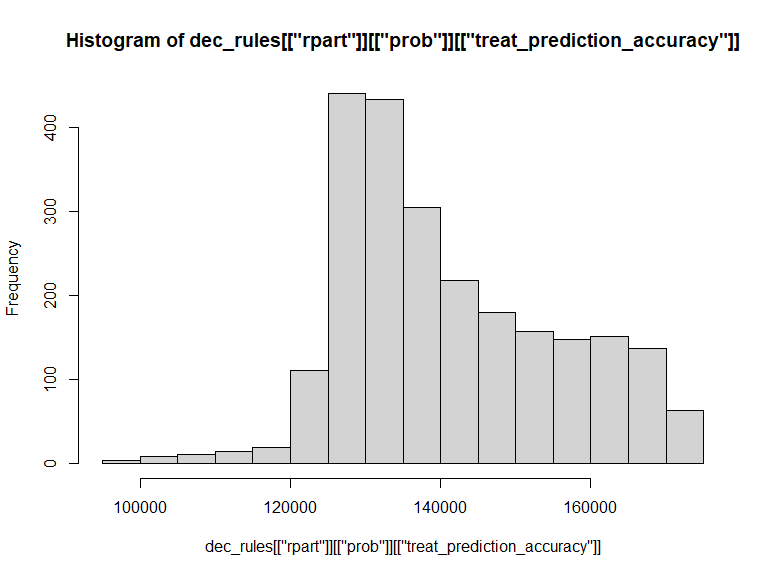 Histogram of dec_rules[["rpart"]][["prob"]][["treat_prediction_accuracy"]]
400
300
200
100
0
Frequency
100000 120000 140000 160000
dec_rules[["rpart"]][["prob"]][["treat_prediction_accuracy"]]